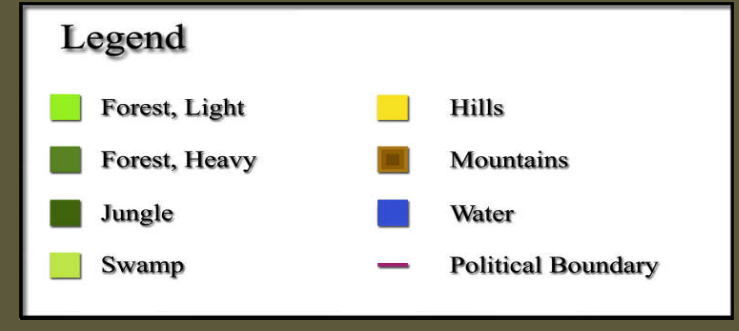 Legend
Forest, Light
Forest, Heavy
Jungle
Swamp
Hills
Mountains
Water
Political Boundary